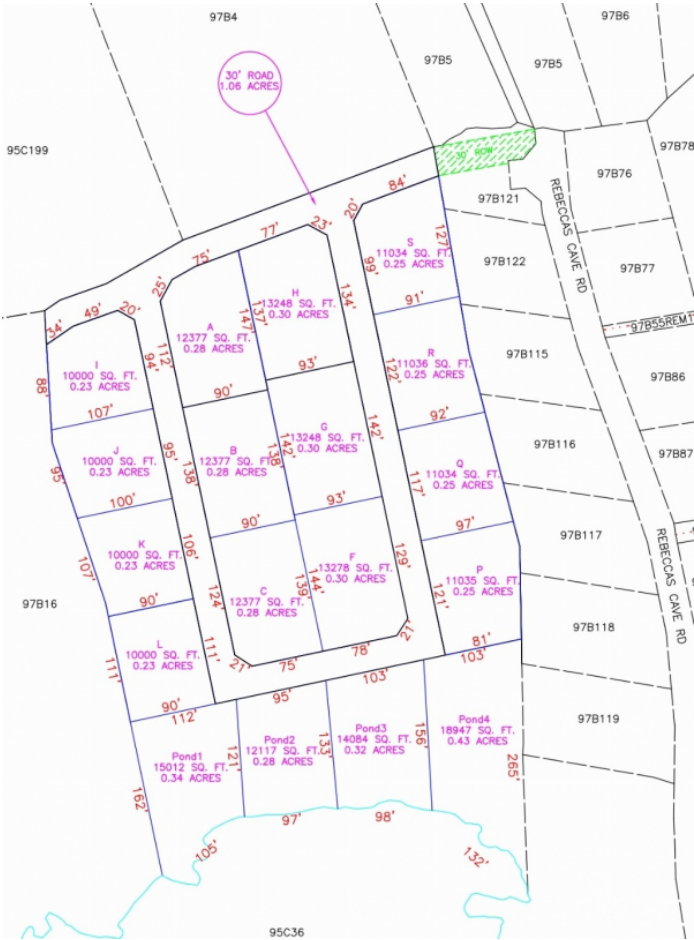 97B4
97B6
97B5
97B5
30' ROAD
1.06 ACRES
95C199
30' ROW
97B78
97B76
97B121
REBECCAS CAVE RD
84'
20'
77'
23'
75'
S
11034 SQ. FT.
0.25 ACRES
127'
99'
97B122
97B77
25'
H
13248 SQ. FT.
0.30 ACRES
134'
147'
137'
A
12377 SQ. FT.
0.28 ACRES
112'
91'
34'
49'
20'
94'
97B55REM1
I
10000 SQ. FT.
0.23 ACRES
88'
R
11036 SQ. FT.
0.25 ACRES
122'
97B115
93'
97B86
90'
107'
92'
G
13248 SQ. FT.
0.30 ACRES
142'
142'
138'
B
12377 SQ. FT.
0.28 ACRES
138'
J
10000 SQ. FT.
0.23 ACRES
95'
95'
97B116
97B87
Q
11034 SQ. FT.
0.25 ACRES
117'
93'
100'
90'
97'
REBECCAS CAVE RD
97B117
K
10000 SQ. FT.
0.23 ACRES
106'
107'
F
13278 SQ. FT.
0.30 ACRES
129'
144'
139'
P
11035 SQ. FT.
0.25 ACRES
121'
C
12377 SQ. FT.
0.28 ACRES
124'
97B16
90'
97B118
L
10000 SQ. FT.
0.23 ACRES
111'
111'
21'
21'
78'
75'
81'
103'
103'
95'
90'
112'
97B119
Pond1
15012 SQ. FT.
0.34 ACRES
121'
Pond2
12117 SQ. FT.
0.28 ACRES
133'
Pond3
14084 SQ. FT.
0.32 ACRES
156'
Pond4
18947 SQ. FT.
0.43 ACRES
265'
162'
97'
98'
105'
132'
95C36